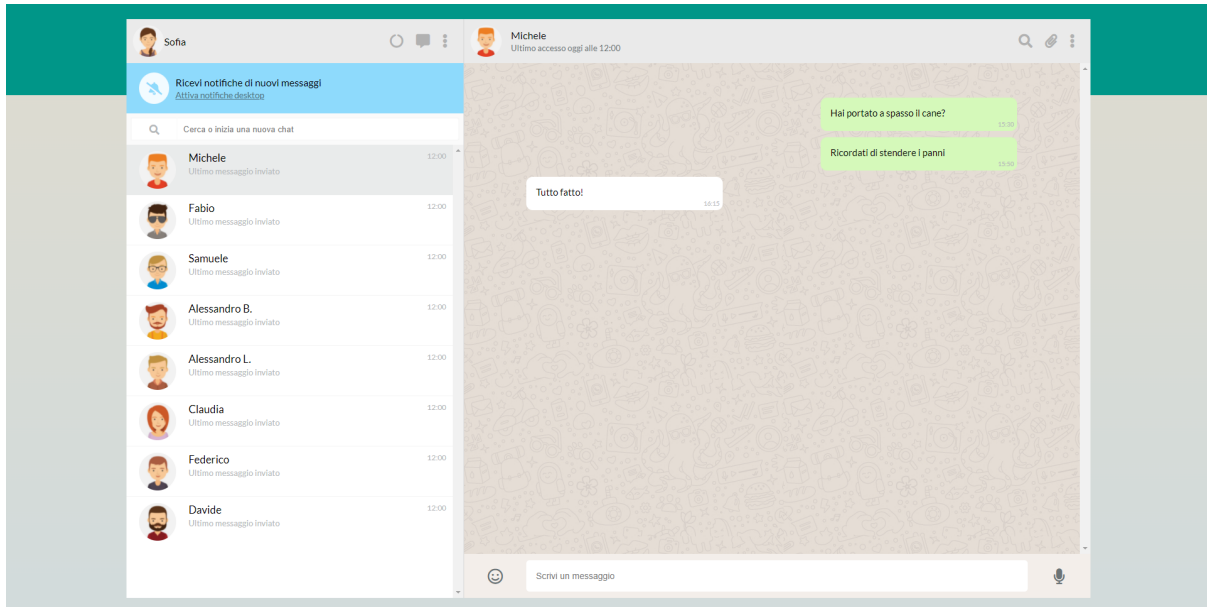 Sofia
Ricevi notifiche di nuovi messaggi
Attiva notifiche desktop
Cerca o inizia una nuova chat
Michele
12:00
Ultimo messaggio inviato
Fabio
12:00
Ultimo messaggio inviato
Samuele
12:00
Ultimo messaggio inviato
Alessandro B.
12:00
Ultimo messaggio inviato
Alessandro L.
12:00
Ultimo messaggio inviato
Claudia
12:00
Ultimo messaggio inviato
Federico
12:00
Ultimo messaggio inviato
Davide
12:00
Ultimo messaggio inviato
Michele
Ultimo accesso oggi alle 12:00
Hai portato a spasso il cane?
15:30
Ricordati di stendere i panni
15:50
Tutto fatto!
16:15
Scrivi un messaggio